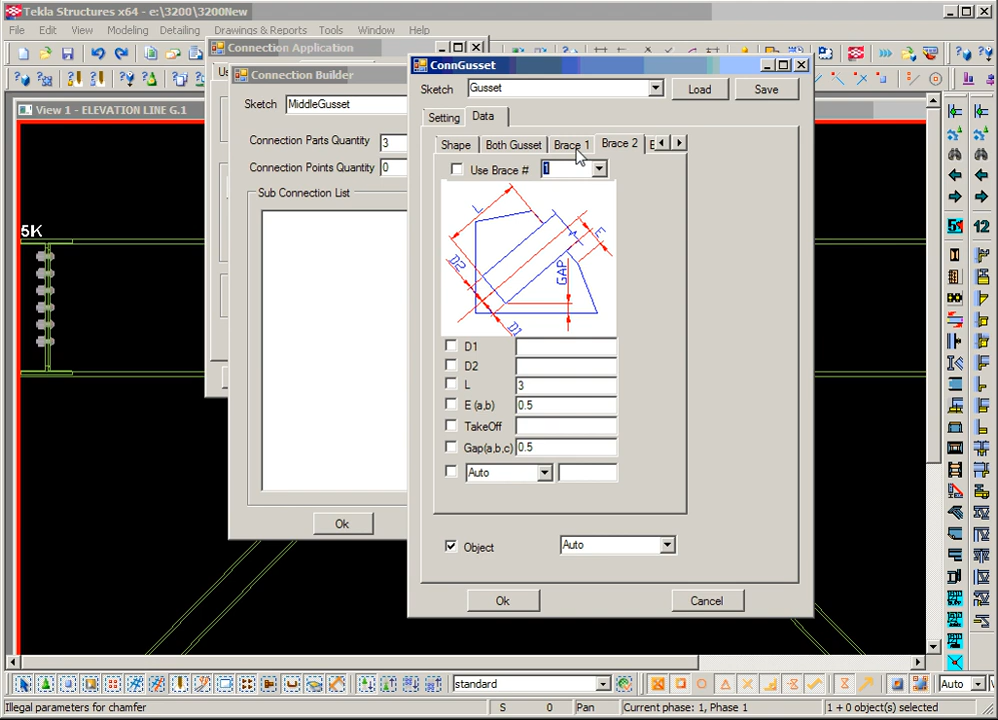 Tekla Structures x64 - e:\3200\3200New
File Edit View Modeling Detailing Drawings & Reports Tools Window Help
View 1 - ELEVATION LINE G.1
5K
Connection Application
Connection Builder
Sketch MiddleGusset
Connection Parts Quantity 3
Connection Points Quantity 0
Sub Connection List
Ok
ConnGusset
Sketch Gusset Load Save
Setting Data
Shape Both Gusset Brace 1 Brace 2
Use Brace # 1
L
E
A
D2
GAP
D1
D1
D2
L 3
E (a,b) 0.5
TakeOff
Gap(a,b,c) 0.5
Auto
Object Auto
Ok Cancel
12
standard
Auto
Illegal parameters for chamfer S 0 Pan Current phase: 1, Phase 1 1 + 0 object(s) selected